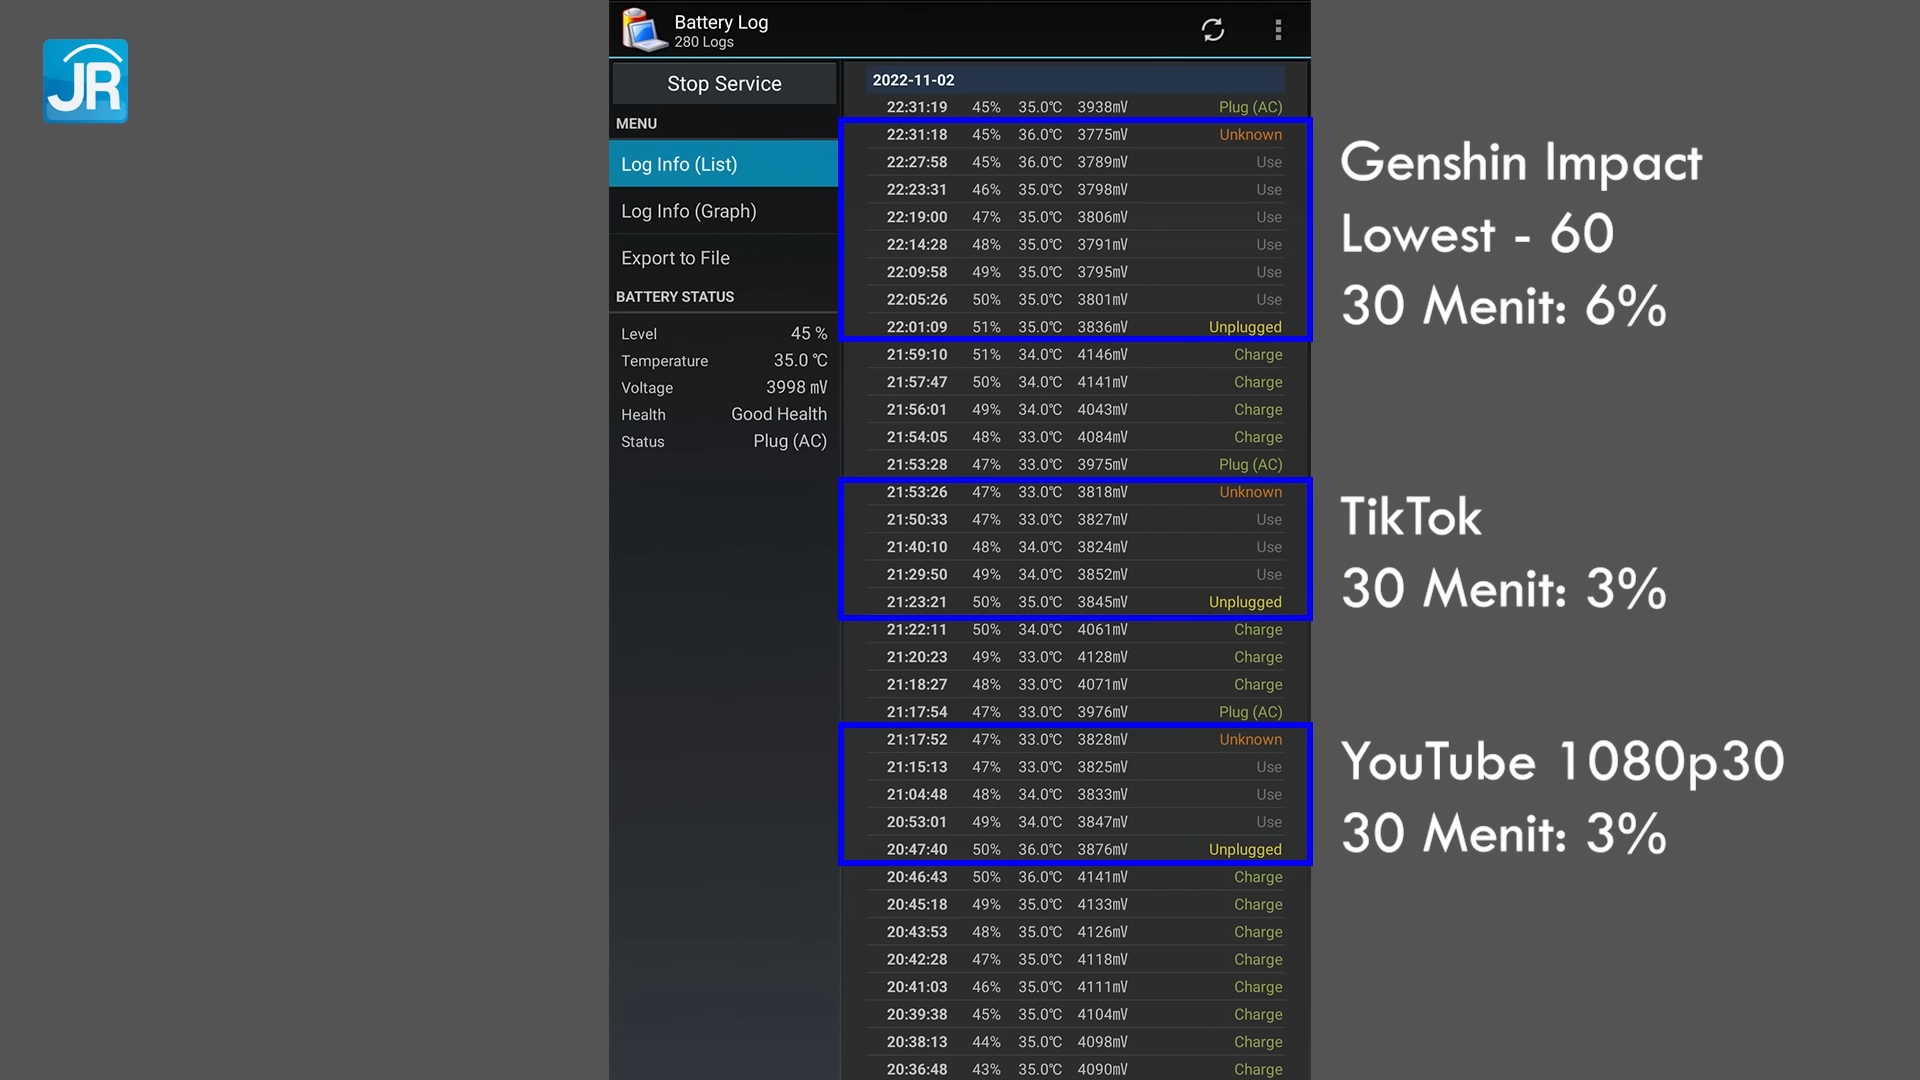 JR
Battery Log
280 Logs
Stop Service
MENU
Log Info (List)
Log Info (Graph)
Export to File
BATTERY STATUS
Level 45 %
Temperature 35.0 ℃
Voltage 3998 mV
Health Good Health
Status Plug (AC)
2022-11-02
22:31:19 45% 35.0℃ 3938mV Plug (AC)
22:31:18 45% 36.0℃ 3775mV Unknown
22:27:58 45% 36.0℃ 3789mV Use
22:23:31 46% 35.0℃ 3798mV Use
22:19:00 47% 35.0℃ 3806mV Use
22:14:28 48% 35.0℃ 3791mV Use
22:09:58 49% 35.0℃ 3795mV Use
22:05:26 50% 35.0℃ 3801mV Use
22:01:09 51% 35.0℃ 3836mV Unplugged
21:59:10 51% 34.0℃ 4146mV Charge
21:57:47 50% 34.0℃ 4141mV Charge
21:56:01 49% 34.0℃ 4043mV Charge
21:54:05 48% 33.0℃ 4084mV Charge
21:53:28 47% 33.0℃ 3975mV Plug (AC)
21:53:26 47% 33.0℃ 3818mV Unknown
21:50:33 47% 33.0℃ 3827mV Use
21:40:10 48% 34.0℃ 3824mV Use
21:29:50 49% 34.0℃ 3852mV Use
21:23:21 50% 35.0℃ 3845mV Unplugged
21:22:11 50% 34.0℃ 4061mV Charge
21:20:23 49% 33.0℃ 4128mV Charge
21:18:27 48% 33.0℃ 4071mV Charge
21:17:54 47% 33.0℃ 3976mV Plug (AC)
21:17:52 47% 33.0℃ 3828mV Unknown
21:15:13 47% 33.0℃ 3825mV Use
21:04:48 48% 34.0℃ 3833mV Use
20:53:01 49% 34.0℃ 3847mV Use
20:47:40 50% 36.0℃ 3876mV Unplugged
20:46:43 50% 36.0℃ 4141mV Charge
20:45:18 49% 35.0℃ 4133mV Charge
20:43:53 48% 35.0℃ 4126mV Charge
20:42:28 47% 35.0℃ 4118mV Charge
20:41:03 46% 35.0℃ 4111mV Charge
20:39:38 45% 35.0℃ 4104mV Charge
20:38:13 44% 35.0℃ 4098mV Charge
20:36:48 43% 35.0℃ 4090mV Charge
Genshin Impact
Lowest - 60
30 Menit: 6%
TikTok
30 Menit: 3%
YouTube 1080p30
30 Menit: 3%